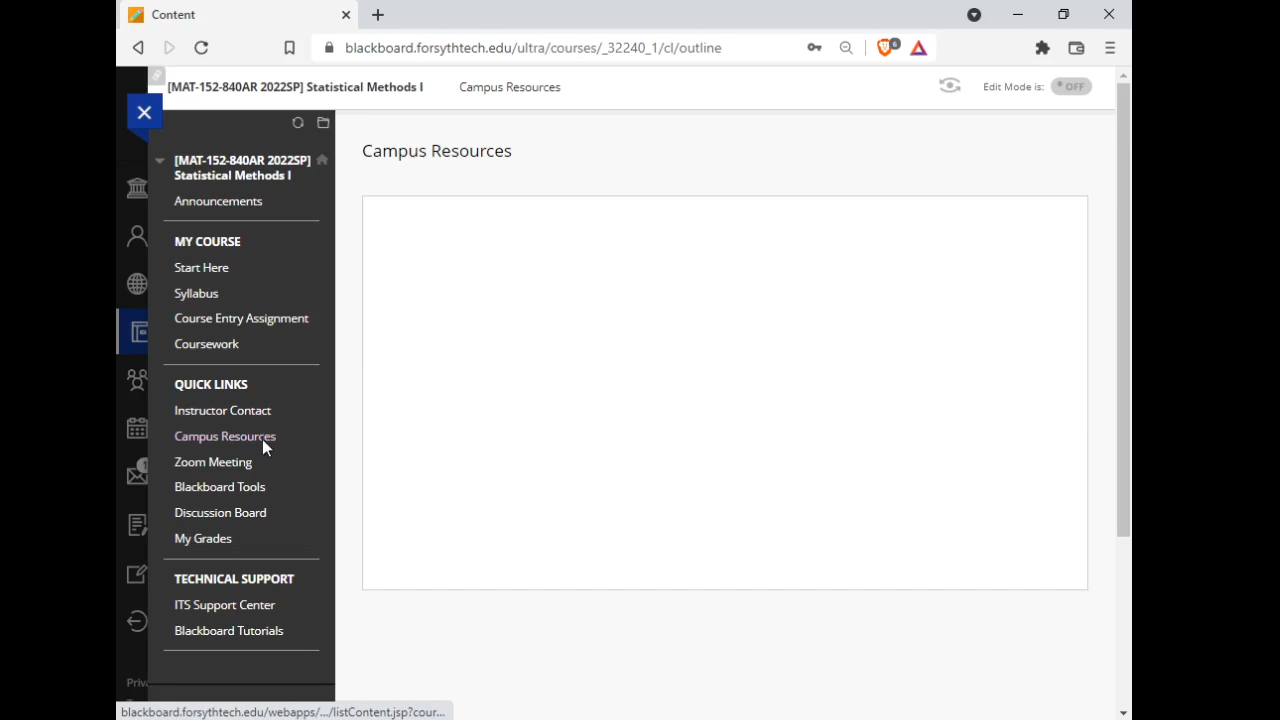 Content
blackboard.forsythtech.edu/ultra/courses/_32240_1/cl/outline
6
[MAT-152-840AR 2022SP] Statistical Methods I
Campus Resources
Edit Mode is:
OFF
[MAT-152-840AR 2022SP]
Statistical Methods I
Announcements
MY COURSE
Start Here
Syllabus
Course Entry Assignment
Coursework
QUICK LINKS
Instructor Contact
Campus Resources
Zoom Meeting
Blackboard Tools
Discussion Board
My Grades
TECHNICAL SUPPORT
ITS Support Center
Blackboard Tutorials
Campus Resources
1
Priv
blackboard.forsythtech.edu/webapps/.../listContent.jsp?cour...